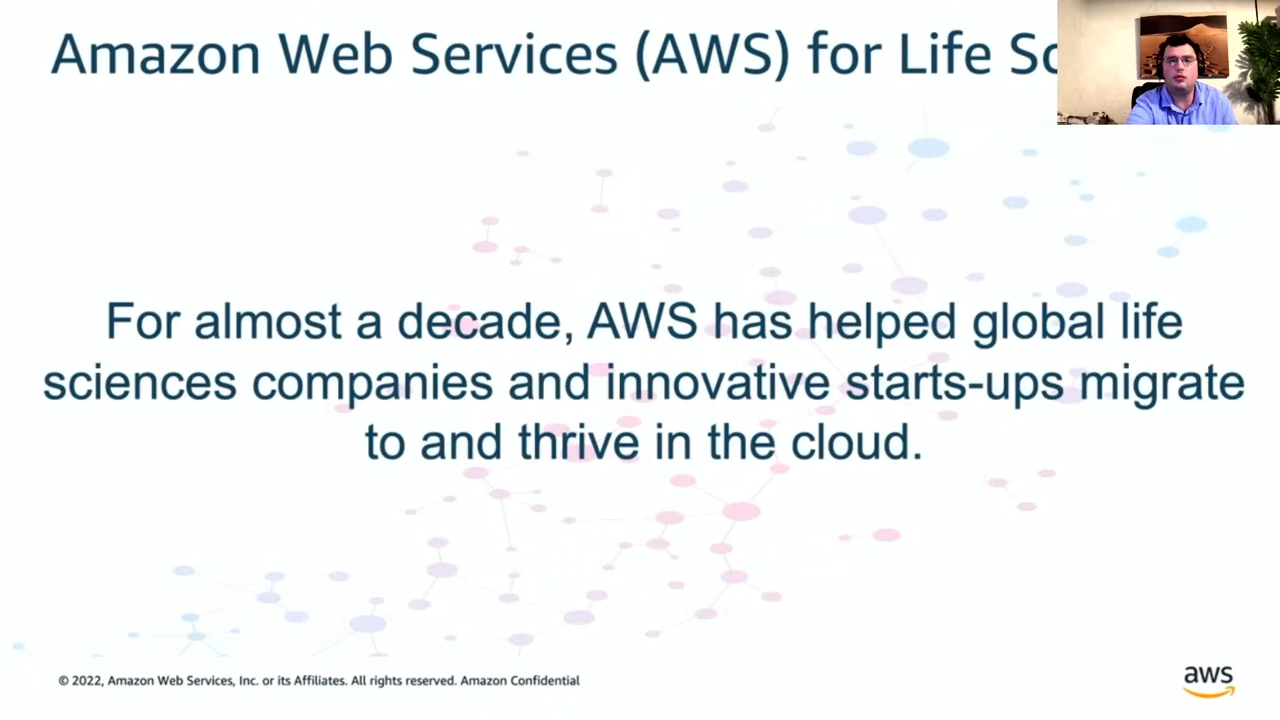 Amazon Web Services (AWS) for Life
For almost a decade, AWS has helped global life
sciences companies and innovative starts-ups migrate
to and thrive in the cloud.
© 2022, Amazon Web Services, Inc. or its Affiliates. All rights reserved. Amazon Confidential
aws